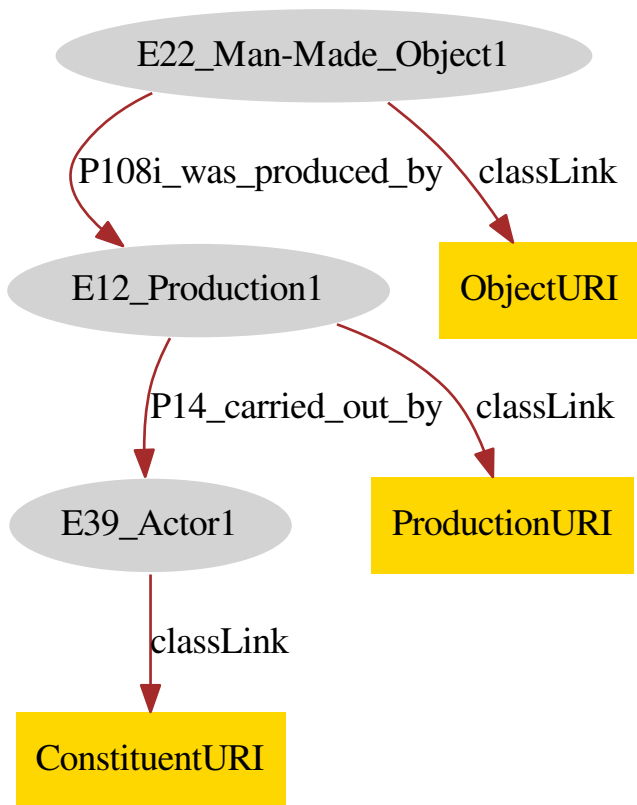 E22_Man-Made_Object1
P108i_was_produced_by
classLink
E12_Production1
ObjectURI
P14_carried_out_by
classLink
E39_Actor1
ProductionURI
classLink
ConstituentURI